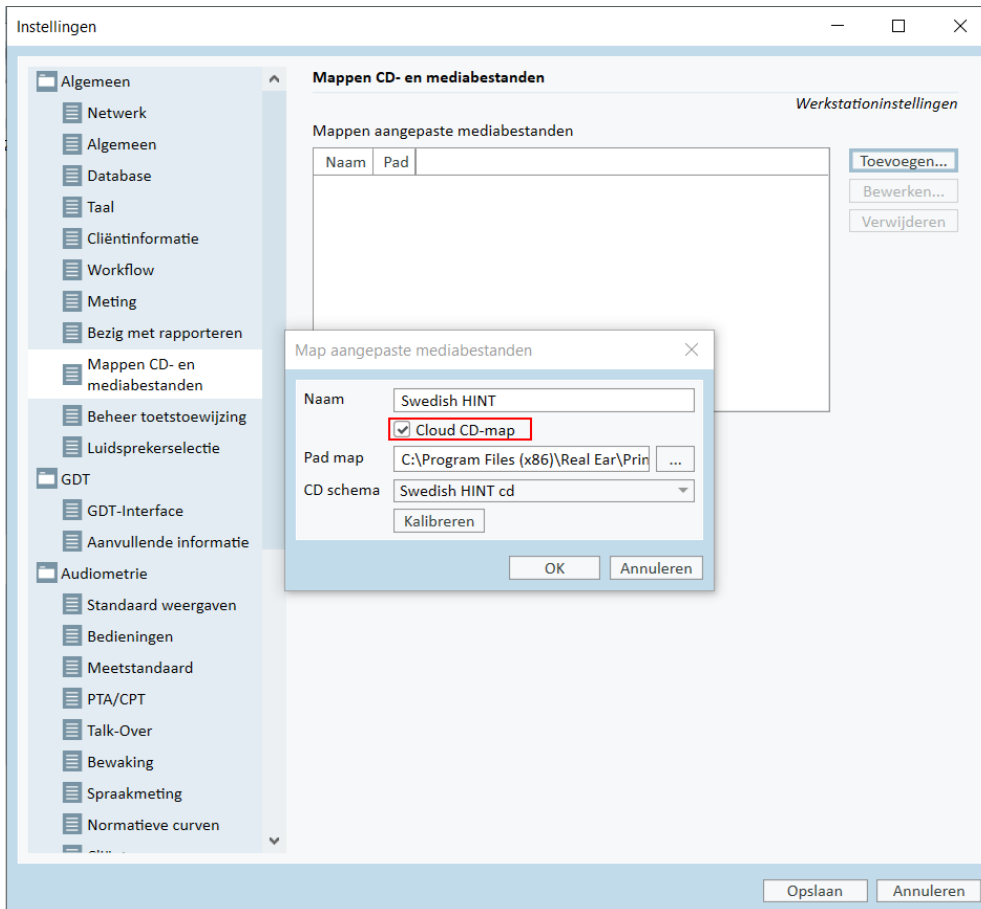 Instellingen
Algemeen
Netwerk
Algemeen
Database
Taal
Cliëntinformatie
Workflow
Meting
Bezig met rapporteren
Mappen CD- en
mediabestanden
Beheer toetstoewijzing
Luidsprekerselectie
GDT
GDT-Interface
Aanvullende informatie
Audiometrie
Standaard weergaven
Bedieningen
Meetstandaard
PTA/CPT
Talk-Over
Bewaking
Spraakmeting
Normatieve curven
Mappen CD- en mediabestanden
Werkstationinstellingen
Mappen aangepaste mediabestanden
Naam Pad
Toevoegen...
Bewerken...
Verwijderen
Map aangepaste mediabestanden
Naam Swedish HINT
Cloud CD-map
Pad map C:\Program Files (x86)\Real Ear\Prin ...
CD schema Swedish HINT cd
Kalibreren
OK Annuleren
Opslaan Annuleren